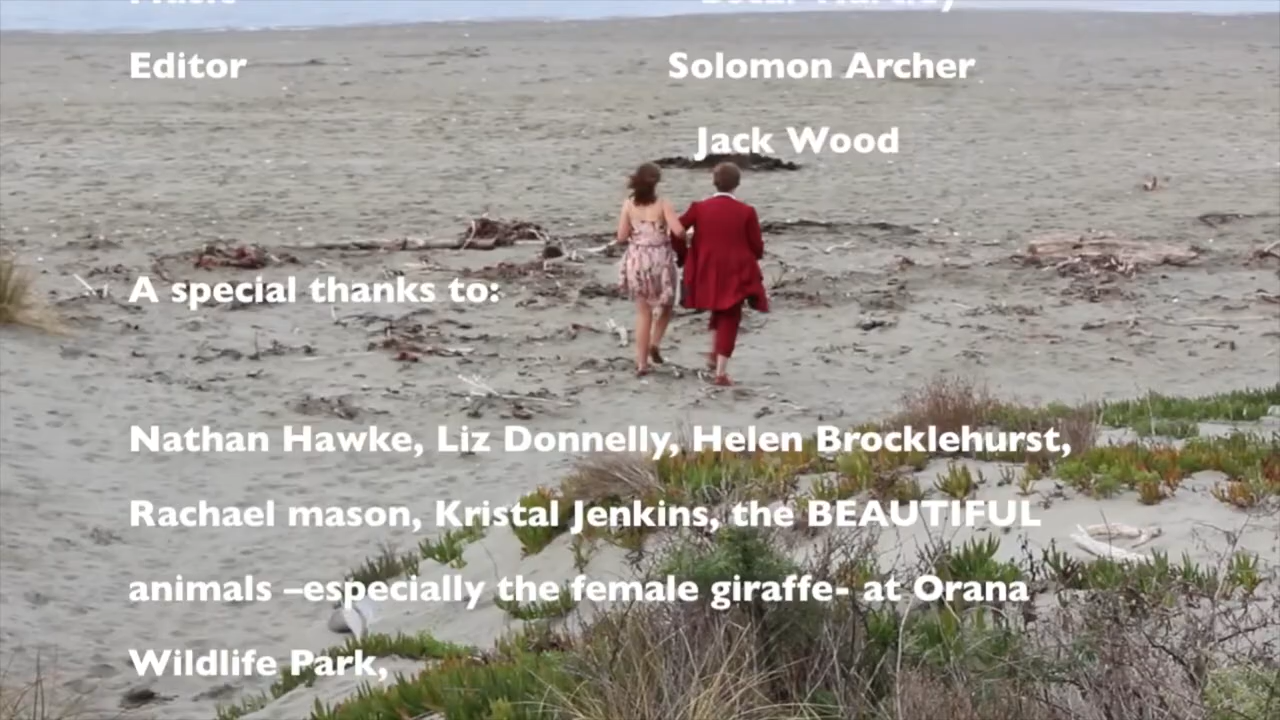 Editor Solomon Archer
Jack Wood
A special thanks to:
Nathan Hawke, Liz Donnelly, Helen Brocklehurst,
Rachael mason, Kristal Jenkins, the BEAUTIFUL
animals –especially the female giraffe- at Orana
Wildlife Park,